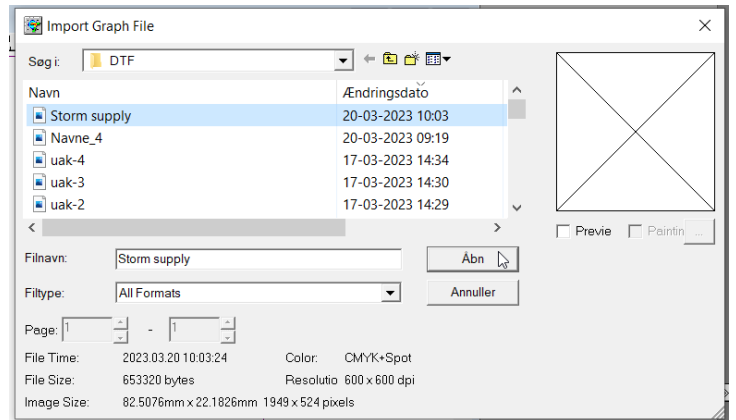 Import Graph File
Søg i: DTF
Navn Ændringsdato
Storm supply 20-03-2023 10:03
Navne_4 20-03-2023 09:19
uak-4 17-03-2023 14:34
uak-3 17-03-2023 14:30
uak-2 17-03-2023 14:29
Previe Paintin ...
Filnavn: Storm supply Åbn
Filtype: All Formats Annuller
Page: 1 - 1
File Time: 2023.03.20 10:03:24 Color: CMYK+Spot
File Size: 653320 bytes Resolutio 600 x 600 dpi
Image Size: 82.5076mm x 22.1826mm 1949 x 524 pixels